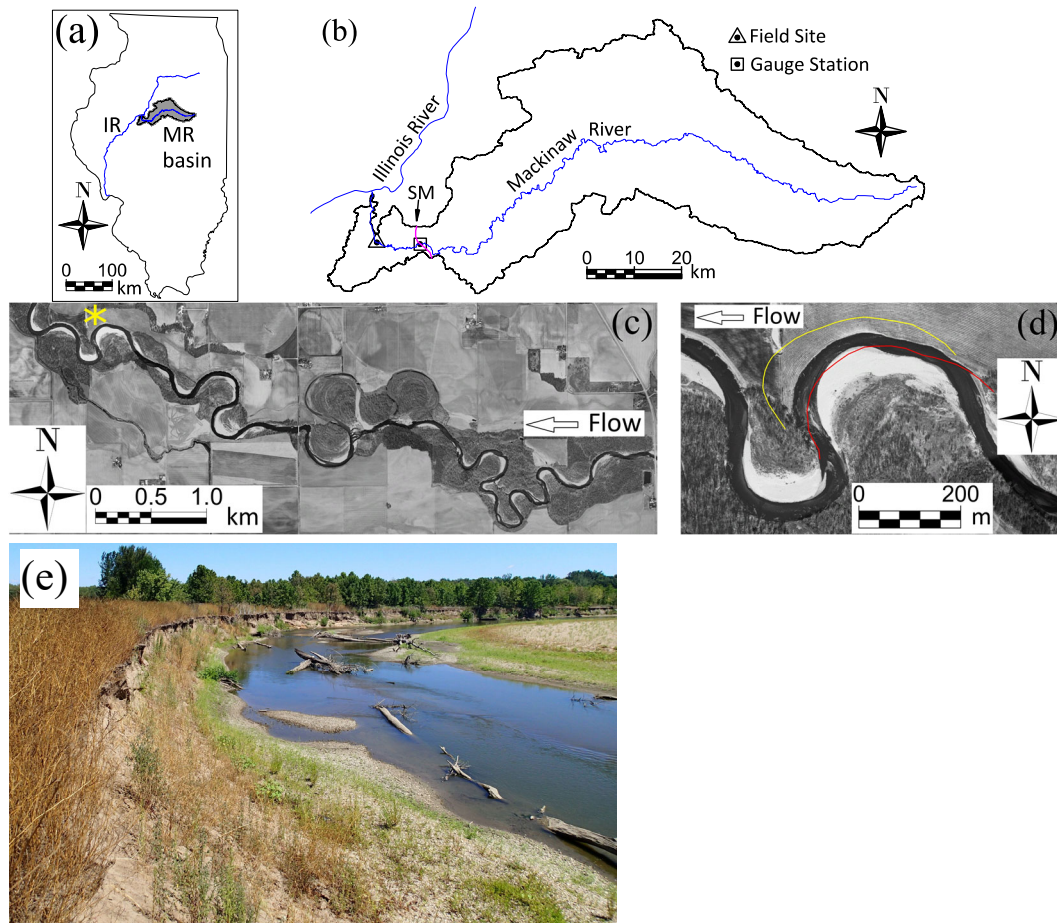 (a)
IR
MR
basin
N
0 100
km
(b)
Field Site
Gauge Station
Illinois River
Mackinaw River
SM
N
0 10 20
km
(c)
Flow
N
0 0.5 1.0
km
(d)
Flow
N
0 200
m
(e)